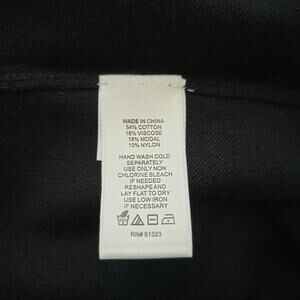 MADE IN CHINA
54% COTTON
18% VISCOSE
18% MODAL
10% NYLON
HAND WASH COLD
SEPARATELY
USE ONLY NON
CHLORINE BLEACH
IF NEEDED
RESHAPE AND
LAY FLAT TO DRY
USE LOW IRON
IF NEEDED
RN# 51323